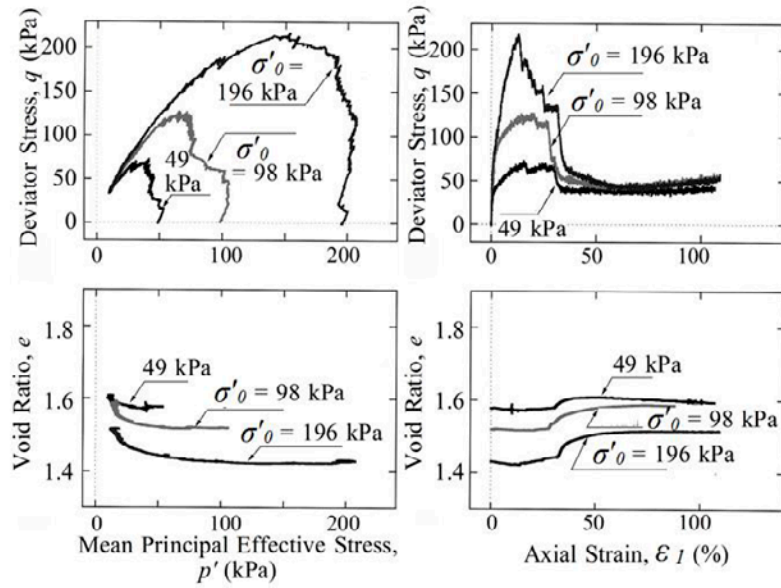 Deviator Stress, q (kPa)
200
150
100
50
0
0
100
200
σ'0 =
196 kPa
49
kPa
σ'0
= 98 kPa
Deviator Stress, q (kPa)
200
150
100
50
0
0
50
100
σ'0 = 196 kPa
σ'0 = 98 kPa
49 kPa
Void Ratio, e
1.8
1.6
1.4
0
100
200
49 kPa
σ'0 = 98 kPa
σ'0 = 196 kPa
Mean Principal Effective Stress,
p' (kPa)
Void Ratio, e
1.8
1.6
1.4
0
50
100
49 kPa
σ'0 = 98 kPa
σ'0 = 196 kPa
Axial Strain, ε1 (%)